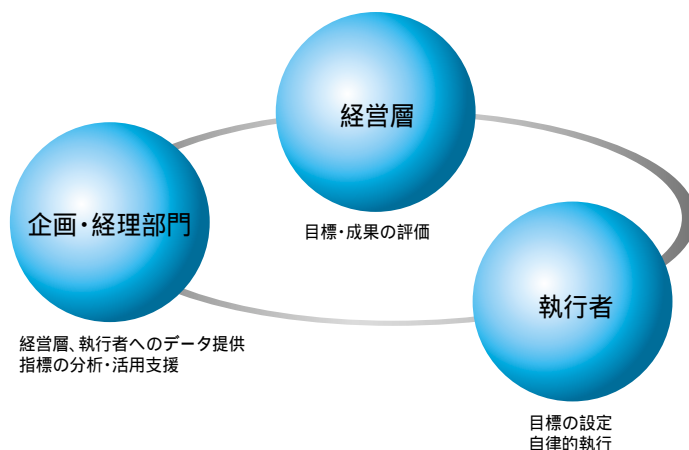 経営層
目標・成果の評価
企画・経理部門
経営層、執行者へのデータ提供
指標の分析・活用支援
執行者
目標の設定
自律的執行